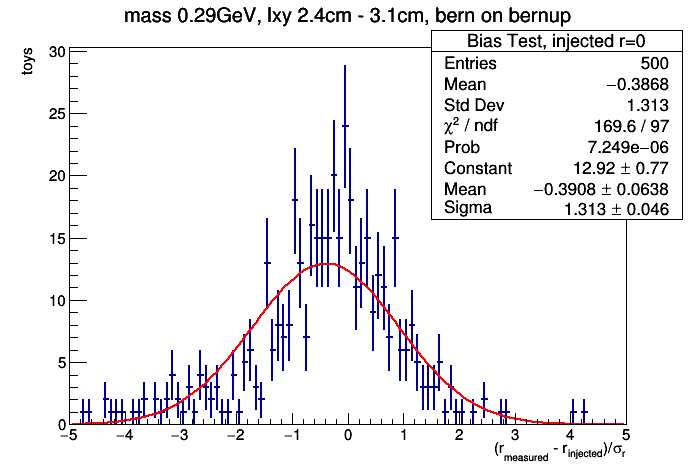 mass 0.29GeV, lxy 2.4cm - 3.1cm, bern on bernup
Bias Test, injected r=0
Entries 500
Mean −0.3868
Std Dev 1.313
χ² / ndf 169.6 / 97
Prob 7.249e−06
Constant 12.92 ± 0.77
Mean −0.3908 ± 0.0638
Sigma 1.313 ± 0.046
toys
30
25
20
15
10
5
0
−5 −4 −3 −2 −1 0 1 2 3 4 5
(r_measured - r_injected)/σ_r